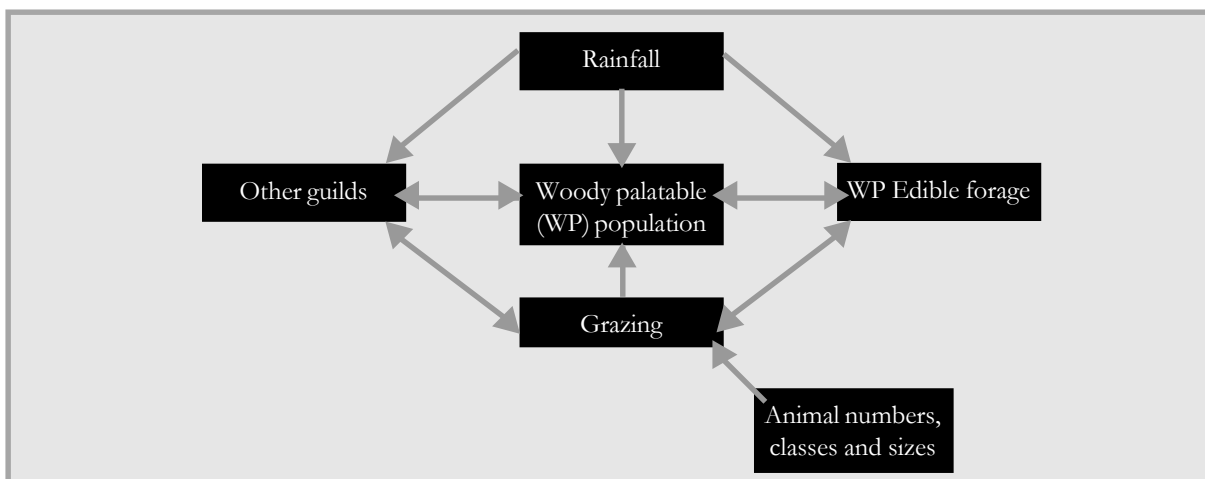 Rainfall
Other guilds
Woody palatable
(WP) population
WP Edible forage
Grazing
Animal numbers,
classes and sizes